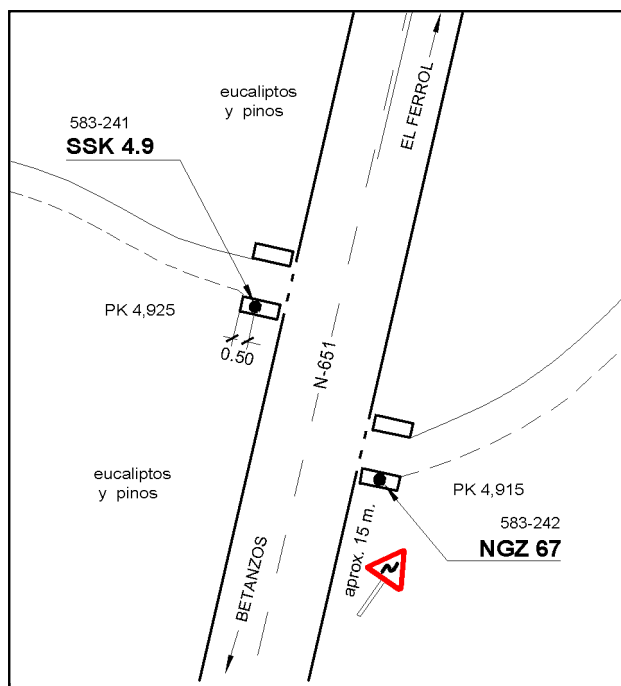 eucaliptos
y pinos
583-241
SSK 4.9
EL FERROL
PK 4,925
0.50
N-651
eucaliptos
y pinos
PK 4,915
583-242
NGZ 67
aprox. 15 m.
BETANZOS